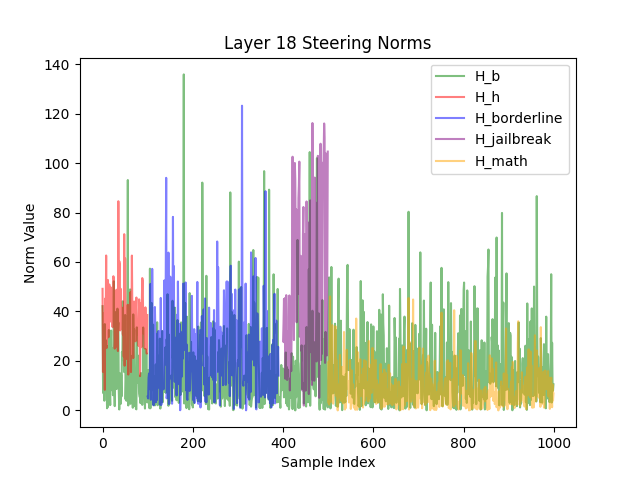 Layer 18 Steering Norms
140
120
100
80
60
40
20
0
Norm Value
0
200
400
600
800
1000
Sample Index
H_b
H_h
H_borderline
H_jailbreak
H_math